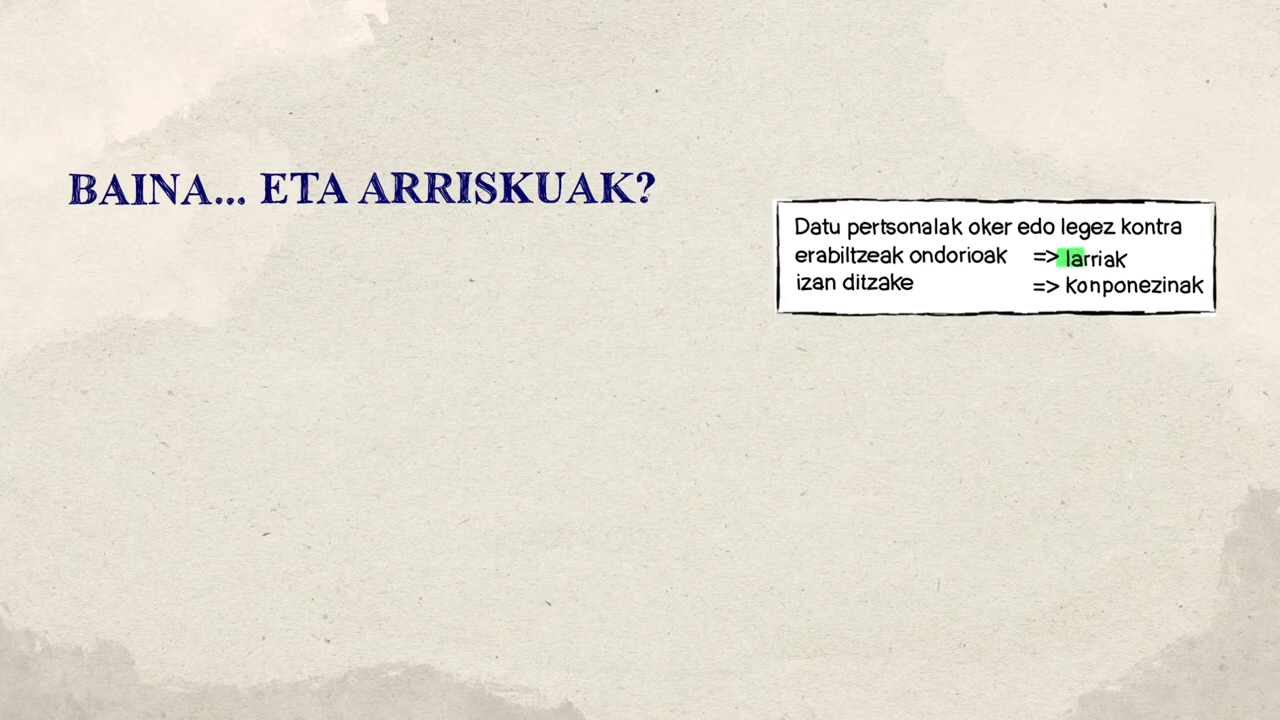 BAINA... ETA ARRISKUAK?
Datu pertsonalak oker edo legez kontra
erabiltzeak ondorioak => larriak
izan ditzake => konponezinak